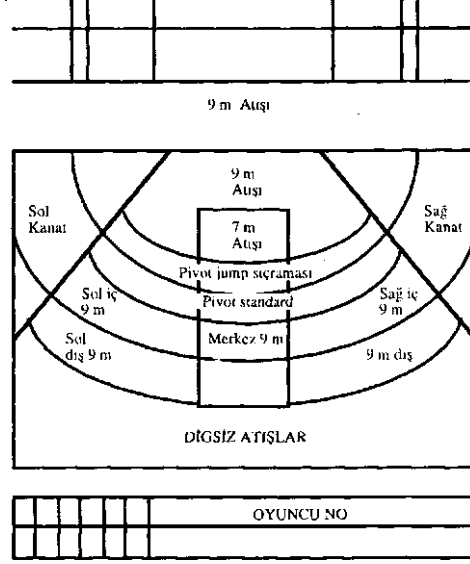 9 m Atışı
9 m
Atışı
Sol
Kanat
Sağ
Kanat
7 m
Atışı
Pivot jump sıçraması
Sol iç
9 m
Pivot standard
Sağ iç
9 m
Sol
dış 9 m
Merkez 9 m
9 m dış
DİGSİZ ATIŞLAR
OYUNCU NO